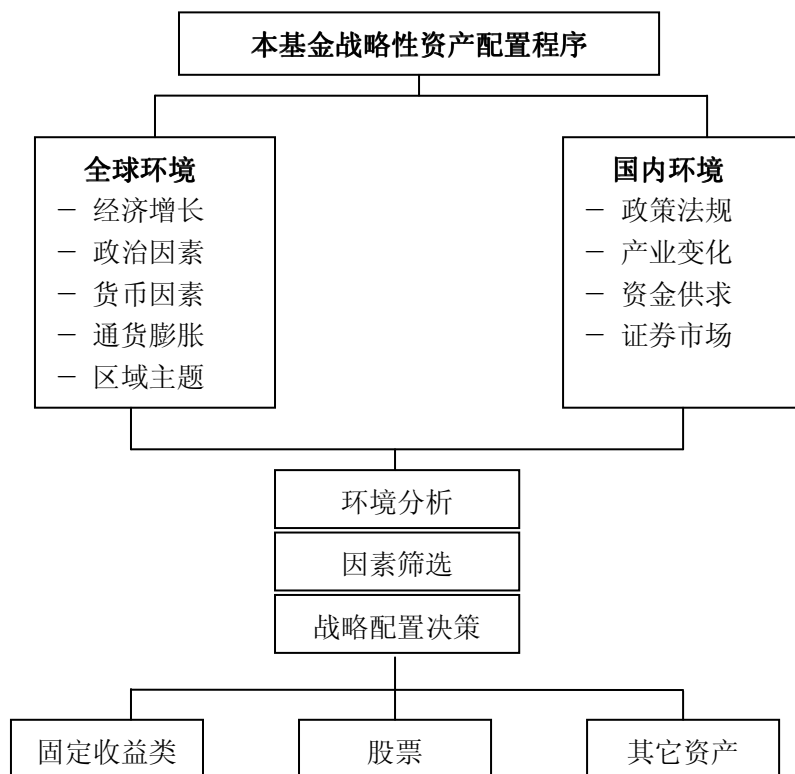 本基金战略性资产配置程序
全球环境
－ 经济增长
－ 政治因素
－ 货币因素
－ 通货膨胀
－ 区域主题
国内环境
－ 政策法规
－ 产业变化
－ 资金供求
－ 证券市场
环境分析
因素筛选
战略配置决策
固定收益类
股票
其它资产